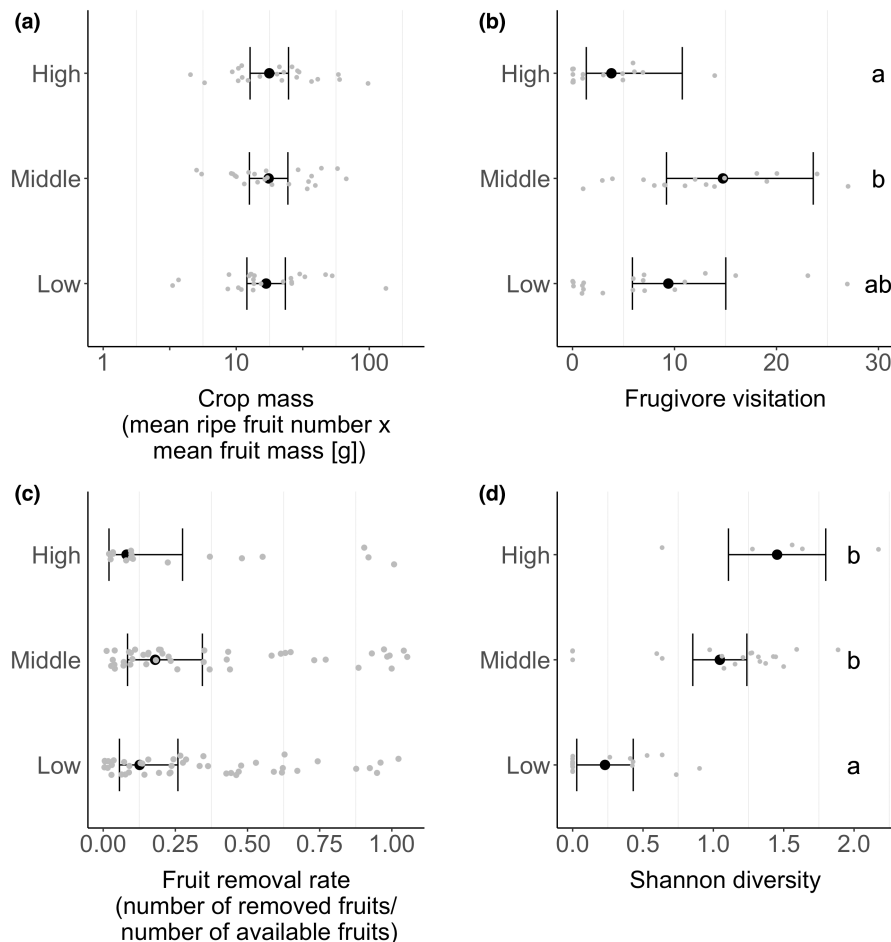 (a)
High
Middle
Low
1
10
100
Crop mass
(mean ripe fruit number x
mean fruit mass [g])
(b)
High
a
Middle
b
Low
ab
0
10
20
30
Frugivore visitation
(c)
High
Middle
Low
0.00
0.25
0.50
0.75
1.00
Fruit removal rate
(number of removed fruits/
number of available fruits)
(d)
High
b
Middle
b
Low
a
0.0
0.5
1.0
1.5
2.0
Shannon diversity